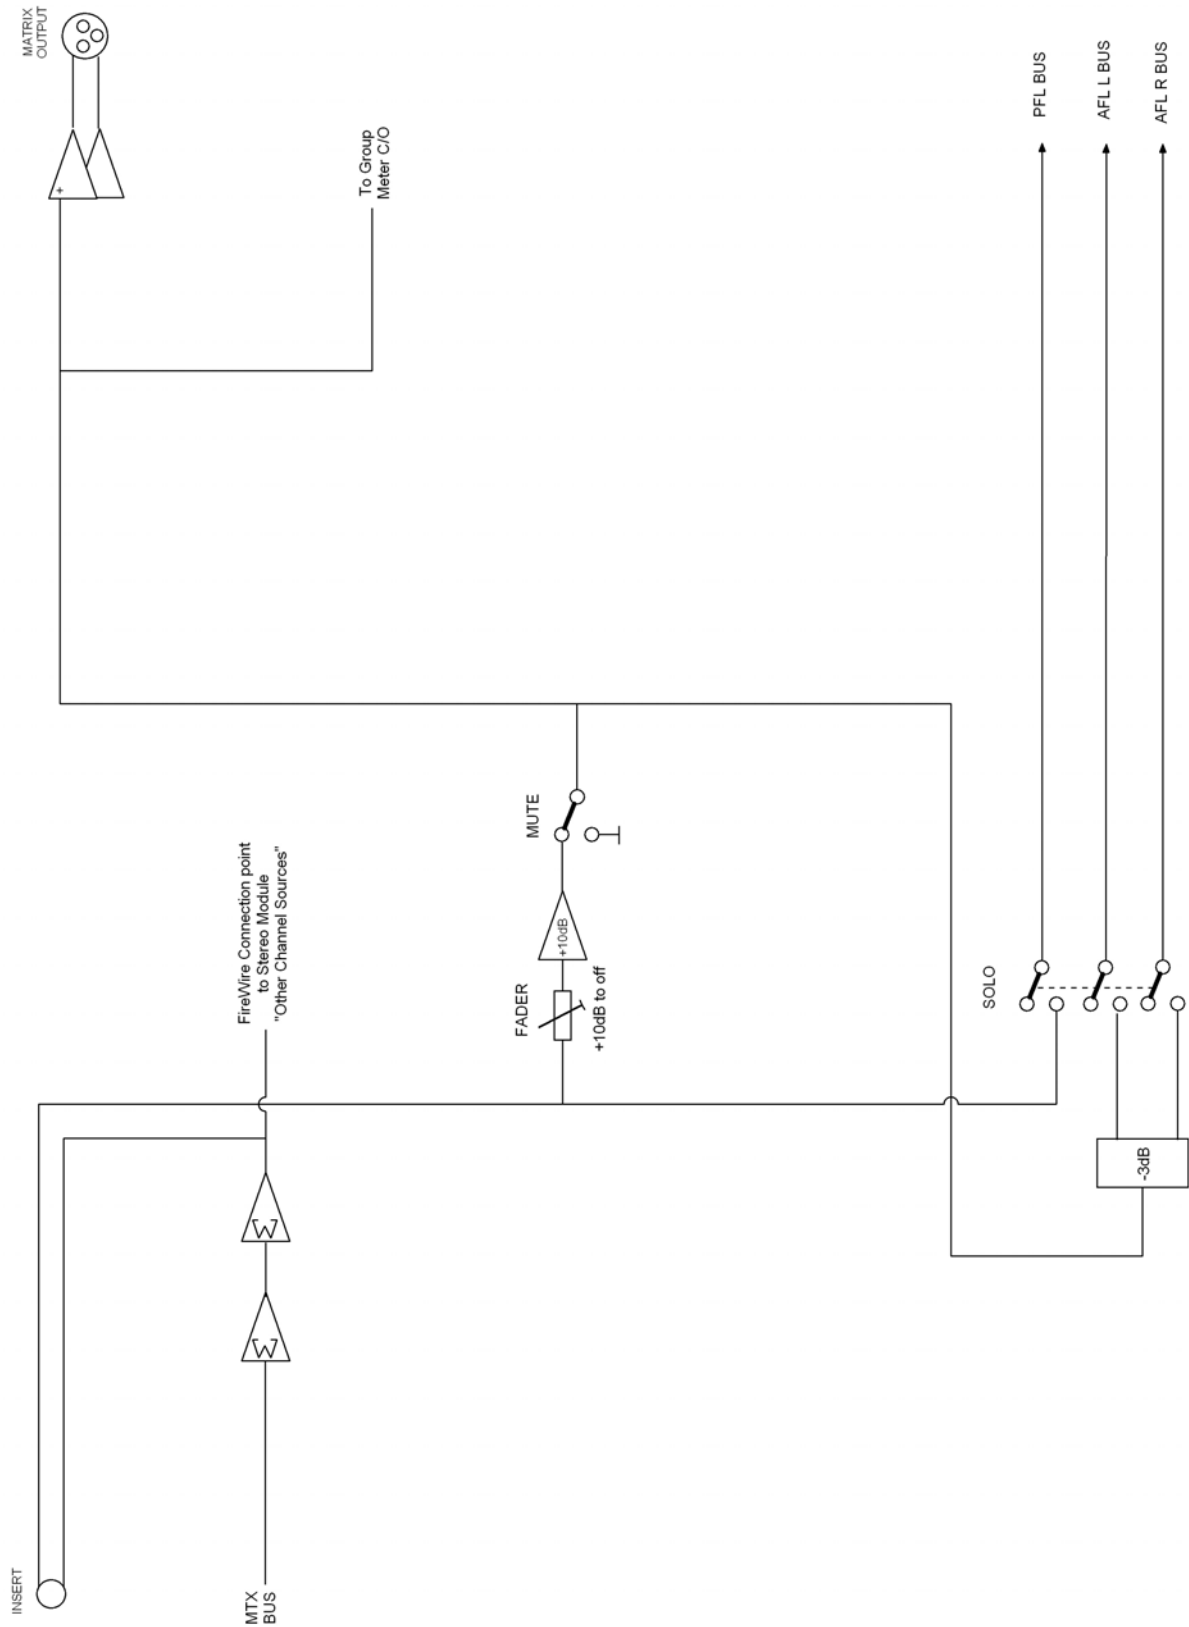 INSERT
MTX
BUS
Σ
Σ
FireWire Connection point
to Stereo Module
"Other Channel Sources"
FADER
+10dB to off
+10dB
MUTE
-3dB
SOLO
To Group
Meter C/O
+
MATRIX
OUTPUT
PFL BUS
AFL L BUS
AFL R BUS